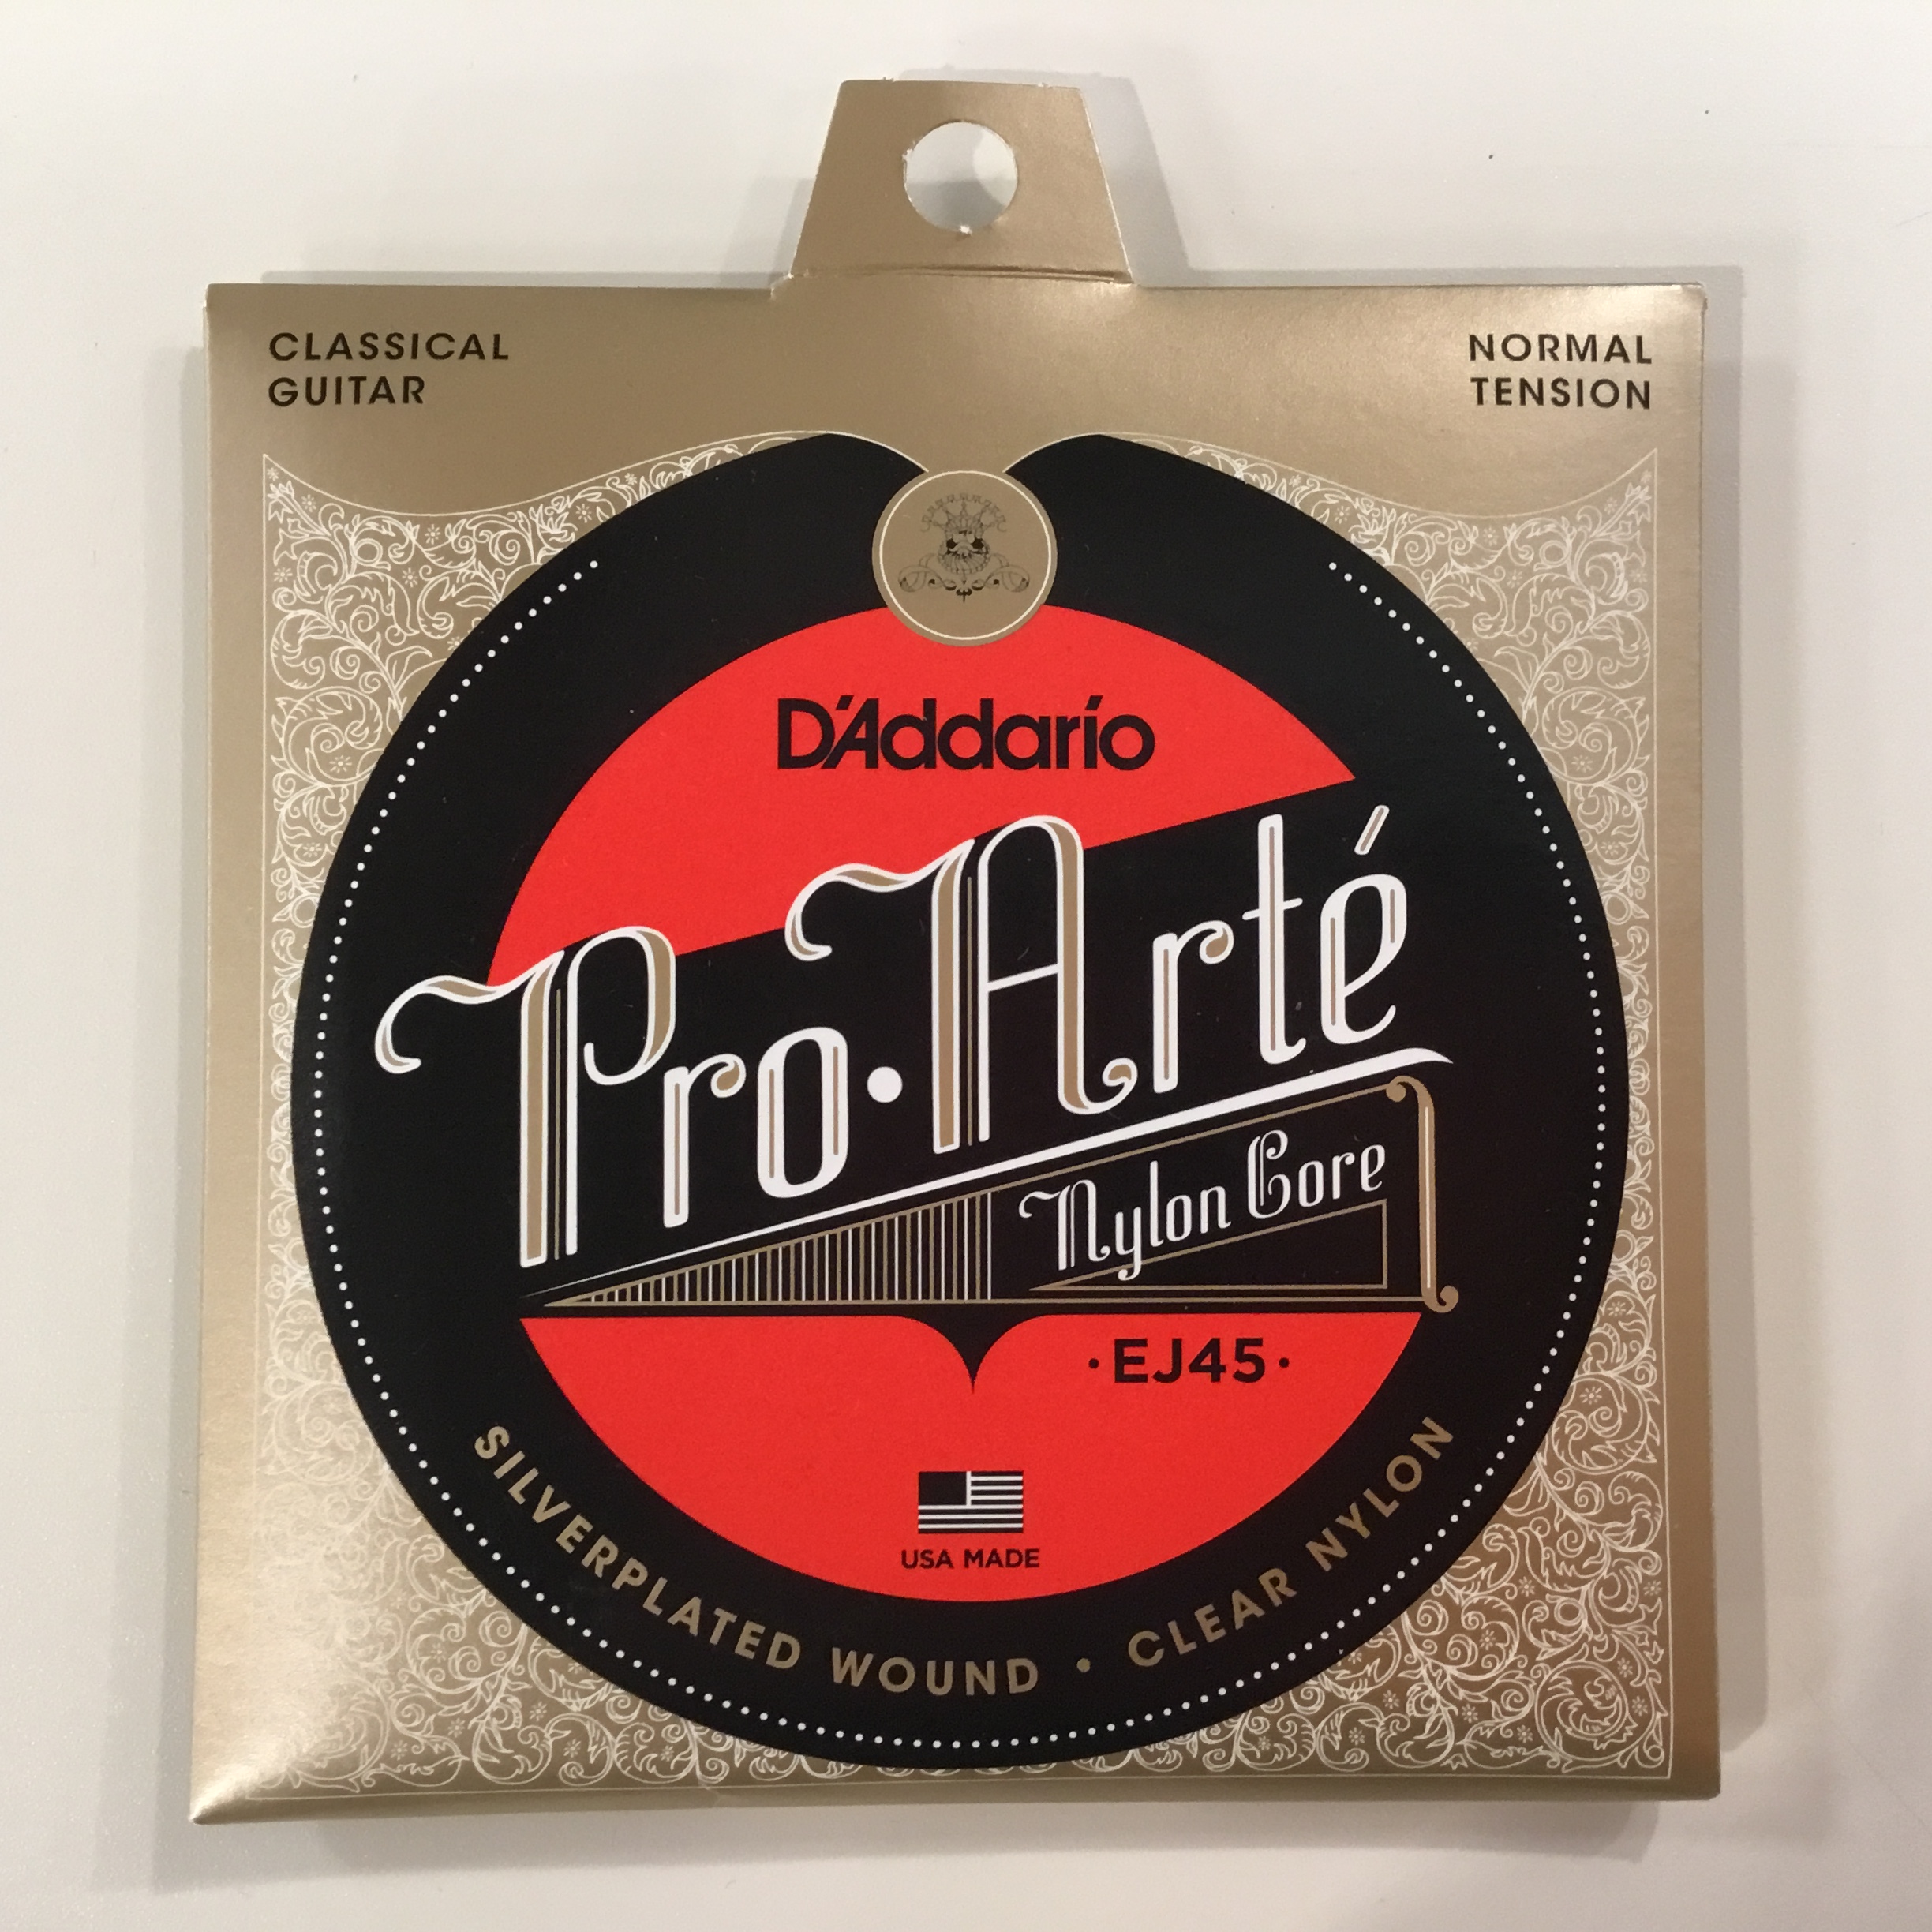 CLASSICAL
GUITAR
NORMAL
TENSION
D'Addario
Pro·Arté
Nylon Core
·EJ45·
USA MADE
SILVERPLATED WOUND • CLEAR NYLON